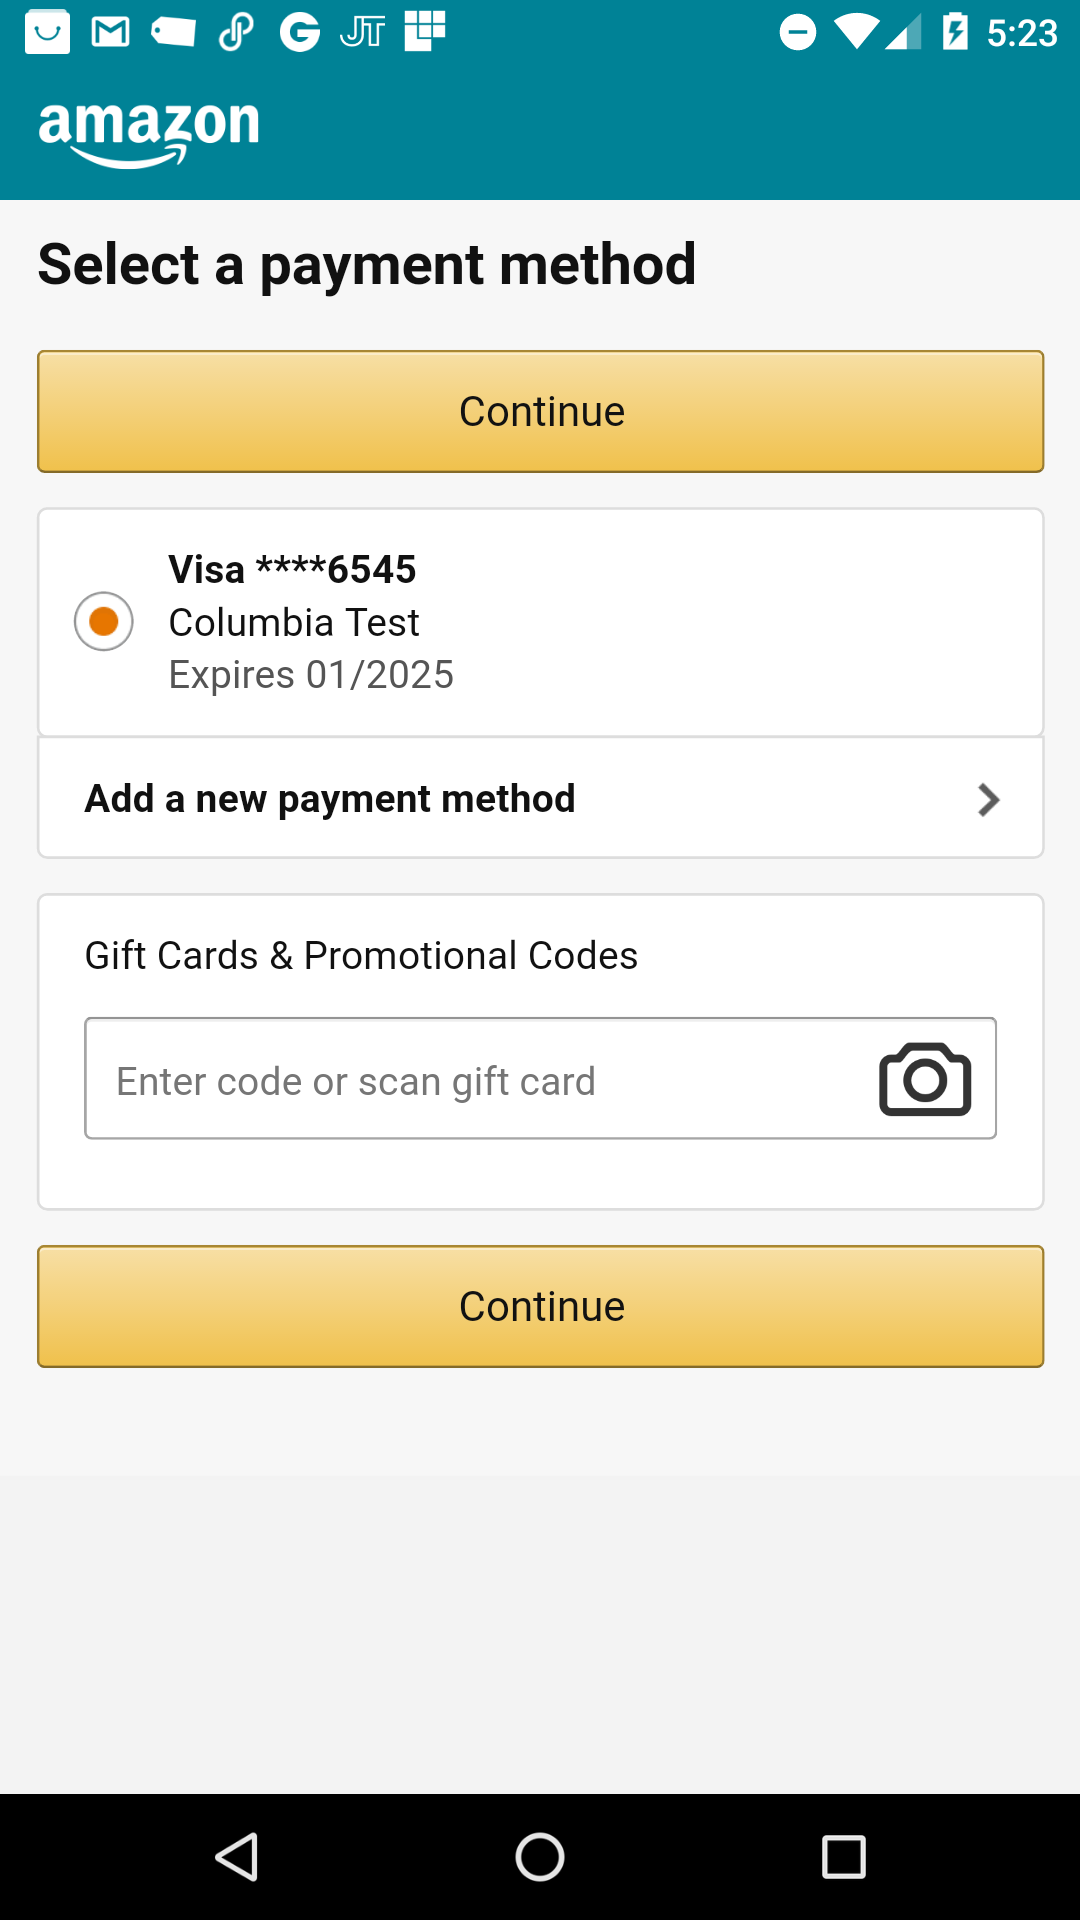 5:23
amazon
Select a payment method
Continue
Visa ****6545
Columbia Test
Expires 01/2025
Add a new payment method
Gift Cards & Promotional Codes
Enter code or scan gift card
Continue